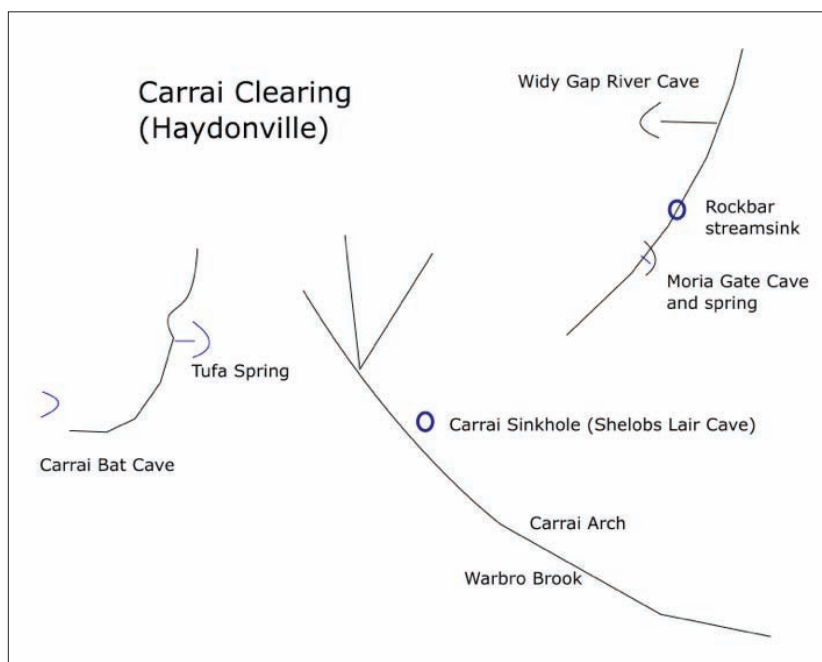 Carrai Clearing
(Haydonville)
Widy Gap River Cave
Rockbar
streamsink
Moria Gate Cave
and spring
Tufa Spring
Carrai Sinkhole (Shelobs Lair Cave)
Carrai Bat Cave
Carrai Arch
Warbro Brook